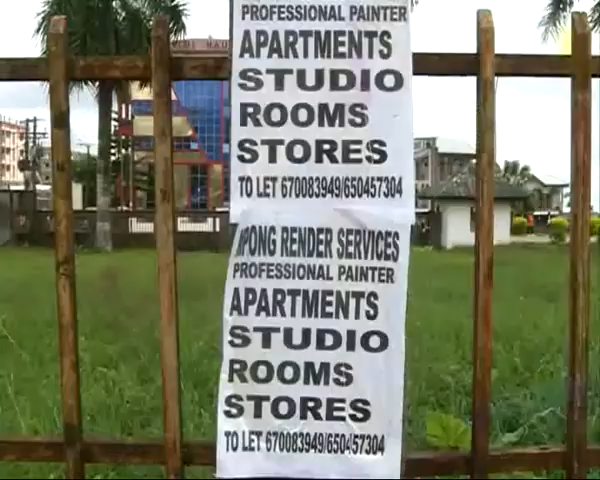 PROFESSIONAL PAINTER
APARTMENTS
STUDIO
ROOMS
STORES
TO LET 670083949/650457304
RENDER SERVICES
PROFESSIONAL PAINTER
APARTMENTS
STUDIO
ROOMS
STORES
TO LET 670083949/650457304